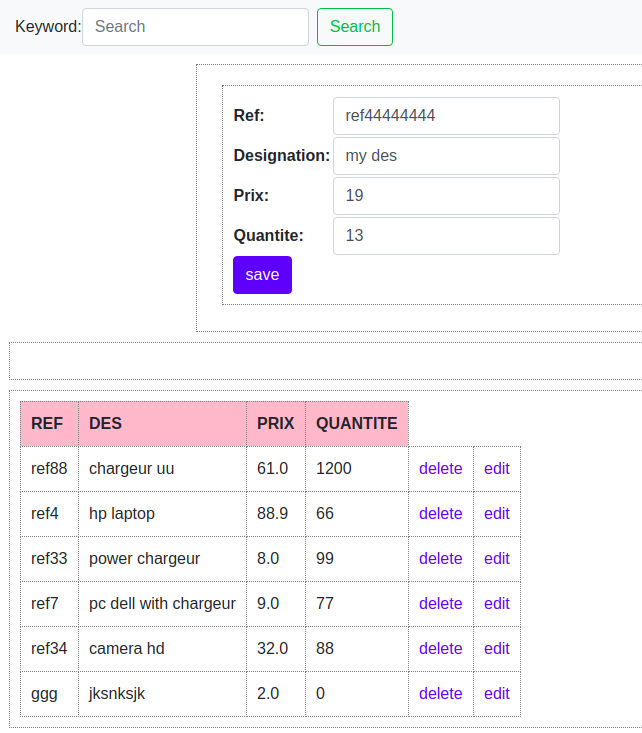 Keyword: Search Search
Ref: ref44444444
Designation: my des
Prix: 19
Quantite: 13
save
REF DES PRIX QUANTITE
ref88 chargeur uu 61.0 1200 delete edit
ref4 hp laptop 88.9 66 delete edit
ref33 power chargeur 8.0 99 delete edit
ref7 pc dell with chargeur 9.0 77 delete edit
ref34 camera hd 32.0 88 delete edit
ggg jksnksjk 2.0 0 delete edit